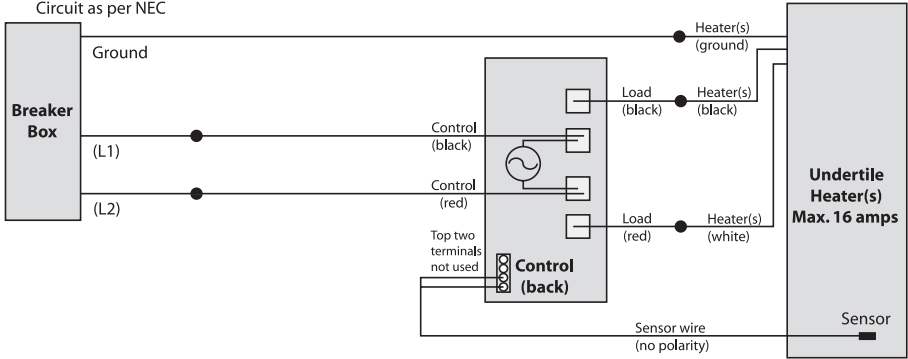 Circuit as per NEC
Ground
Heater(s)
(ground)
Breaker
Box
Load
(black)
Heater(s)
(black)
(L1)
Control
(black)
(L2)
Control
(red)
Load
(red)
Heater(s)
(white)
Undertile
Heater(s)
Max. 16 amps
Top two
terminals
not used
Control
(back)
Sensor wire
(no polarity)
Sensor